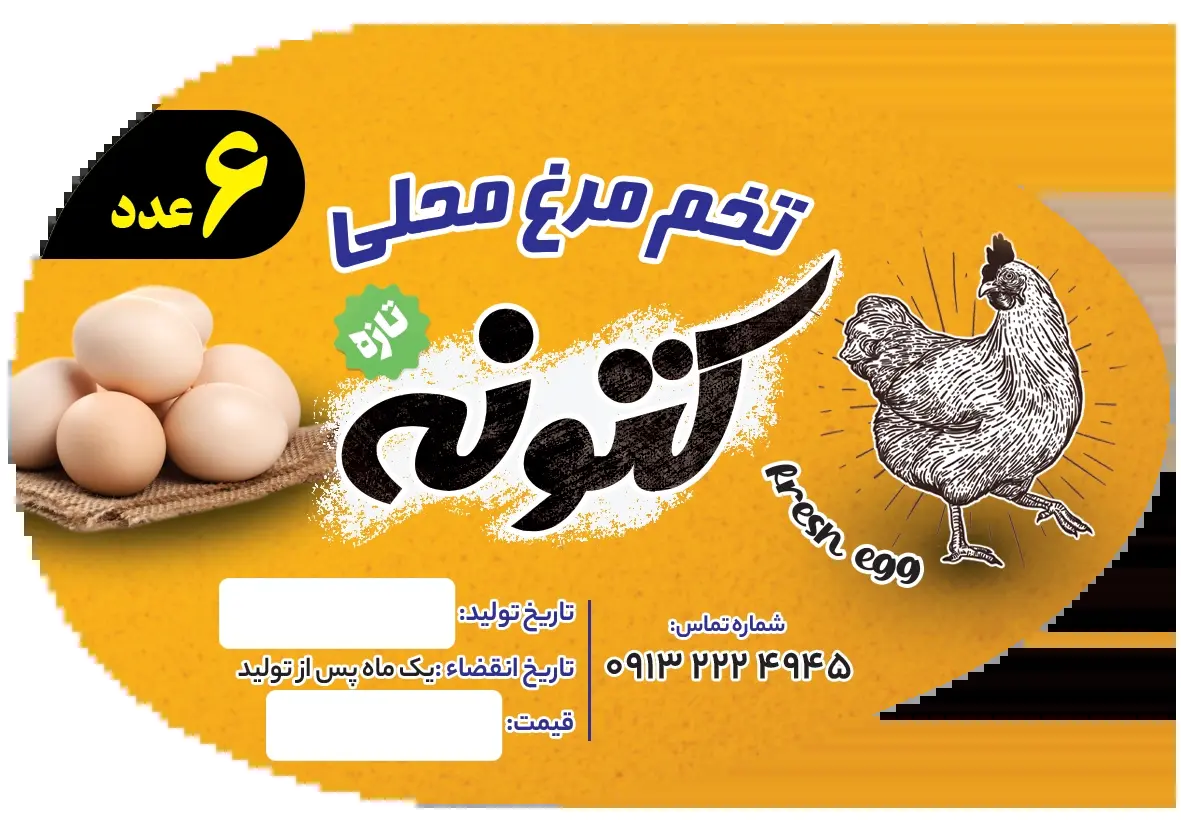 ۶ عدد
تخم مرغ محلی
تازه
کتونه
fresh egg
تاریخ تولید:
تاریخ انقضاء :یک ماه پس از تولید
قیمت:
شماره تماس:
۰۹۱۳ ۲۲۲ ۴۹۴۵